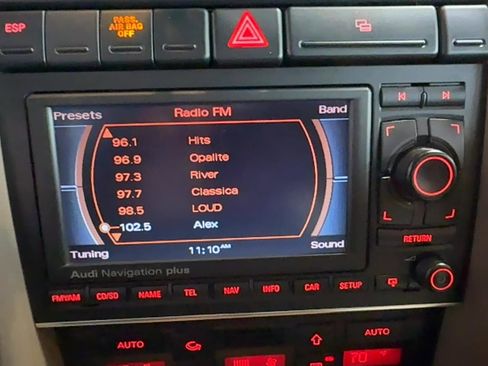 ESP
PASS.
AIR BAG
OFF
Presets Radio FM Band
96.1 Hits
96.9 Opalite
97.3 River
97.7 Classica
98.5 LOUD
102.5 Alex
Tuning 11:10AM Sound
RETURN
Audi Navigation plus
FM/AM CD/SD NAME TEL NAV INFO CAR SETUP
AUTO AUTO
70°